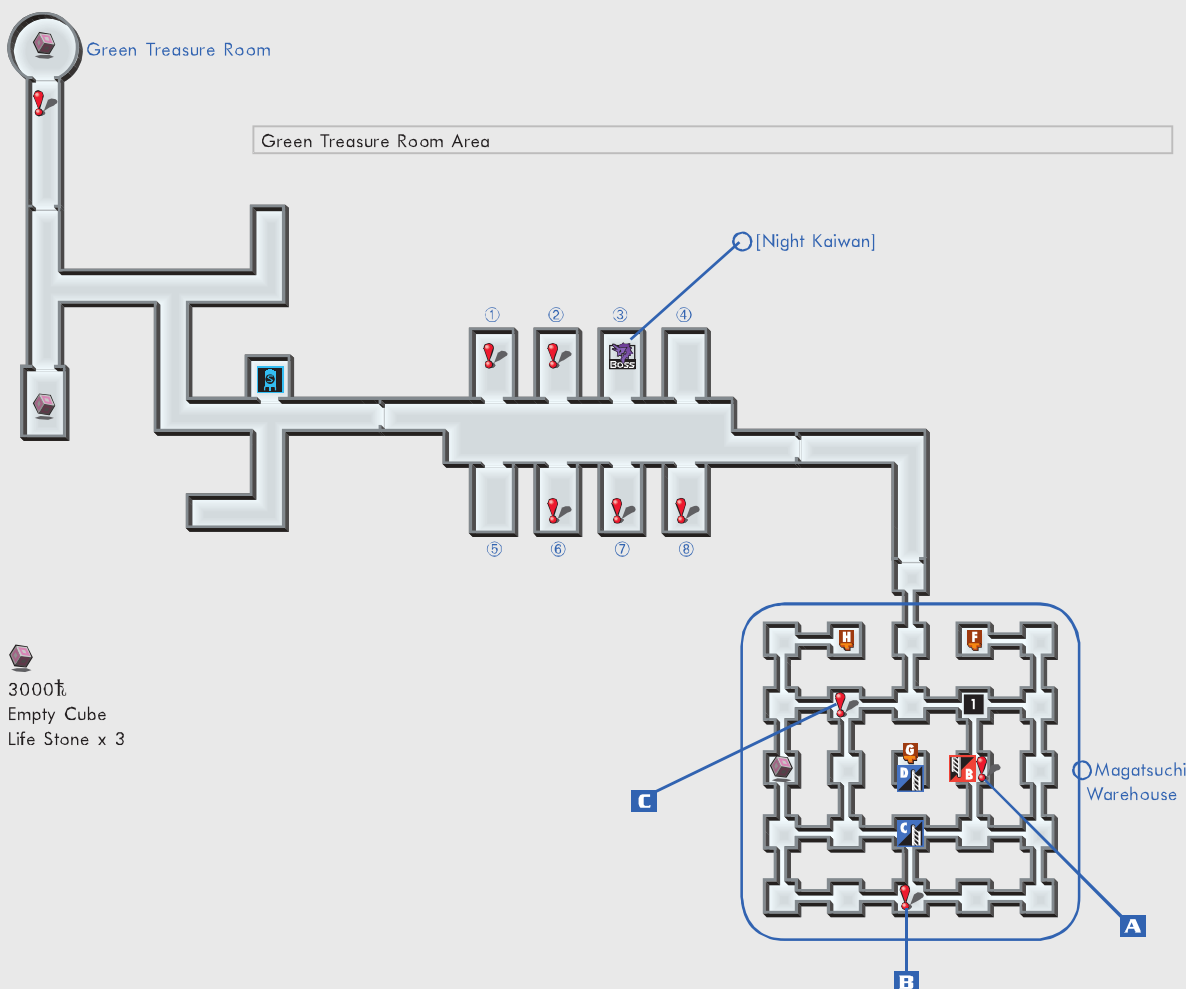 Green Treasure Room
Green Treasure Room Area
[Night Kaiwan]
① ② ③ ④
BOSS
S
⑤ ⑥ ⑦ ⑧
H F
1
G
D B
C
Magatsuchi
Warehouse
C
A
B
3000
Empty Cube
Life Stone x 3